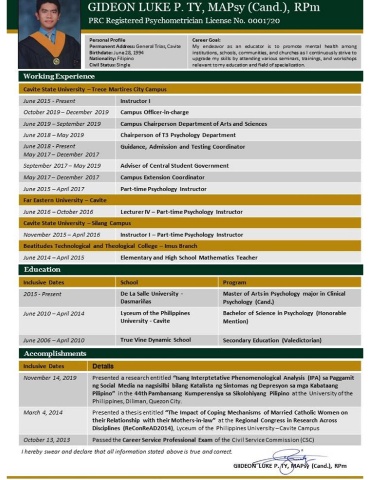 GIDEON LUKE P. TY, MAPsy (Cand.), RPm
PRC Registered Psychometrician License No. 0001720
Personal Profile
Permanent Address: General Trias, Cavite
Birthdate: June 28, 1994
Nationality: Filipino
Civil Status: Single
Career Goal:
My endeavor as an educator is to promote mental health among
institutions, schools, communities, and churches as I continuously strive to
upgrade my skills by attending various seminars, trainings, and workshops
relevant to my education and field of specialization.
Working Experience
Cavite State University – Trece Martires City Campus
June 2015 - Present Instructor I
October 2019 – December 2019 Campus Officer-in-charge
June 2019 – September 2019 Campus Chairperson Department of Arts and Sciences
June 2018 – May 2019 Chairperson of TS Psychology Department
June 2018 - Present Guidance, Admission and Testing Coordinator
May 2017 – December 2017
September 2017 – May 2019 Adviser of Central Student Government
May 2017 – December 2017 Campus Extension Coordinator
June 2015 – April 2017 Part-time Psychology Instructor
Far Eastern University – Cavite
June 2016 – October 2016 Lecturer IV – Part-time Psychology Instructor
Cavite State University – Silang Campus
November 2015 – April 2016 Instructor I – Part-time Psychology Instructor
Beatitudes Technological and Theological College – Imus Branch
June 2014 – April 2015 Elementary and High School Mathematics Teacher
Education
Inclusive Dates School Program
2015 - Present De La Salle University - Master of Arts in Psychology major in Clinical
Dasmariñas Psychology (Cand.)
June 2010 – April 2014 Lyceum of the Philippines Bachelor of Science in Psychology (Honorable
University - Cavite Mention)
June 2006 – April 2010 True Vine Dynamic School Secondary Education (Valedictorian)
Accomplishments
Inclusive Dates Details
November 14, 2019 Presented a research entitled "Isang Interptetative Phenomenological Analysis (IPA) sa Paggamit
ng Social Media na nagsisilbi bilang Katalista ng Sintomas ng Depresyon sa mga Kabataang
Pilipino" in the 44th Pambansang Kumperensiya sa Sikolohiyang Pilipino at the University of the
Philippines, Diliman, Quezon City.
March 4, 2014 Presented a thesis entitled "The Impact of Coping Mechanisms of Married Catholic Women on
their Relationship with their Mothers-in-law" at the Regional Congress in Research Across
Disciplines (ReConReAD2014), Lyceum of the Philippines University – Cavite Campus
October 13, 2013 Passed the Career Service Professional Exam of the Civil Service Commission (CSC)
I hereby swear and declare that all information stated above is true and correct.
GIDEON LUKE P. TY, MAPsy (Cand.), RPm